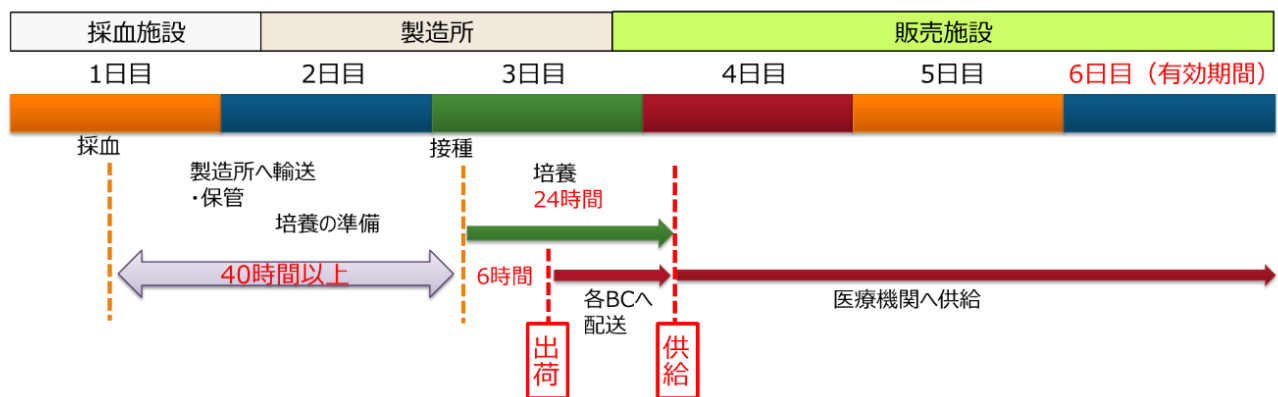 採血施設
製造所
販売施設
1日目
2日目
3日目
4日目
5日目
6日目（有効期間）
採血
接種
製造所へ輸送
・保管
培養の準備
培養
24時間
40時間以上
6時間
各BCへ
配送
医療機関へ供給
出荷
供給